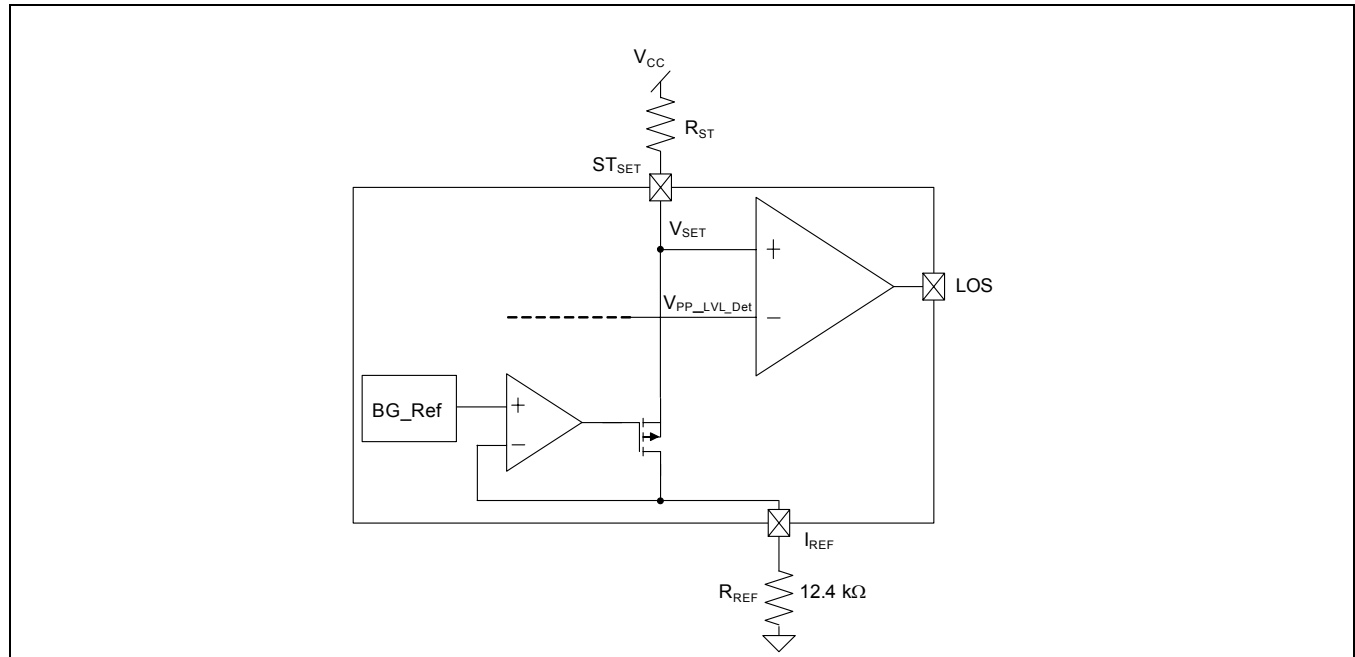 VCC
RST
STSET
VSET
+
VPP_LVL_Det
−
LOS
BG_Ref
+
−
IREF
RREF 12.4 kΩ